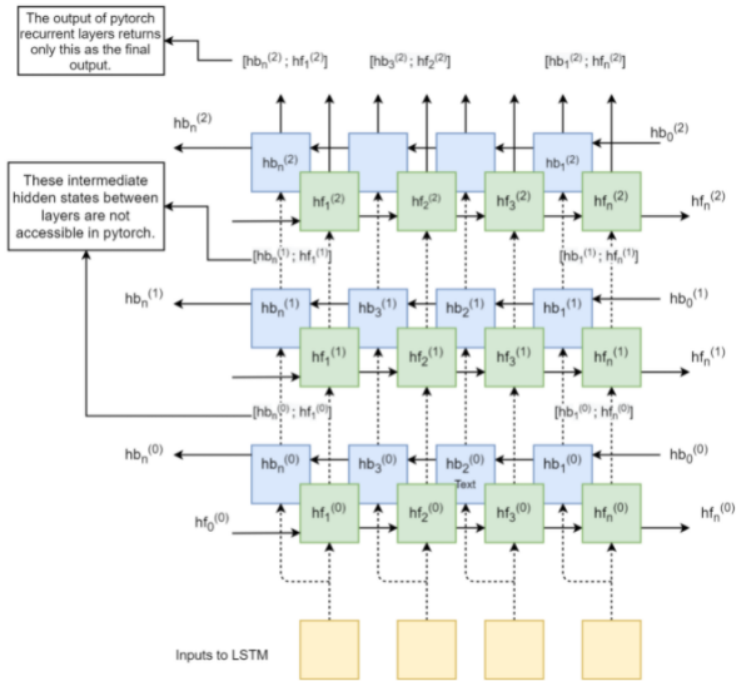 The output of pytorch
recurrent layers returns
only this as the final
output.
[hbₙ⁽²⁾ ; hf₁⁽²⁾] [hb₃⁽²⁾ ; hf₂⁽²⁾] [hb₁⁽²⁾ ; hfₙ⁽²⁾]
hbₙ⁽²⁾ hb₀⁽²⁾
hbₙ⁽²⁾ hb₁⁽²⁾
These intermediate
hidden states between
layers are not
accessible in pytorch.
hf₁⁽²⁾ hf₂⁽²⁾ hf₃⁽²⁾ hfₙ⁽²⁾ hfₙ⁽²⁾
[hbₙ⁽¹⁾ ; hf₁⁽¹⁾] [hb₁⁽¹⁾ ; hfₙ⁽¹⁾]
hbₙ⁽¹⁾ hbₙ⁽¹⁾ hb₃⁽¹⁾ hb₂⁽¹⁾ hb₁⁽¹⁾ hb₀⁽¹⁾
hf₁⁽¹⁾ hf₂⁽¹⁾ hf₃⁽¹⁾ hfₙ⁽¹⁾ hfₙ⁽¹⁾
[hbₙ⁽⁰⁾ ; hf₁⁽⁰⁾] [hb₁⁽⁰⁾ ; hfₙ⁽⁰⁾]
hbₙ⁽⁰⁾ hbₙ⁽⁰⁾ hb₃⁽⁰⁾ hb₂⁽⁰⁾ hb₁⁽⁰⁾ hb₀⁽⁰⁾
Text
hf₀⁽⁰⁾ hf₁⁽⁰⁾ hf₂⁽⁰⁾ hf₃⁽⁰⁾ hfₙ⁽⁰⁾ hfₙ⁽⁰⁾
Inputs to LSTM